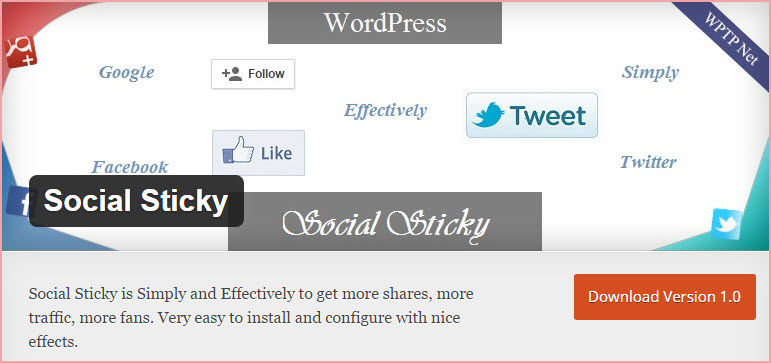 WordPress
WPTP Net
g+
Google
Follow
Simply
Effectively
Tweet
Like
Facebook
Twitter
f
Social Sticky
Social Sticky
Social Sticky is Simply and Effectively to get more shares, more
traffic, more fans. Very easy to install and configure with nice
effects.
Download Version 1.0